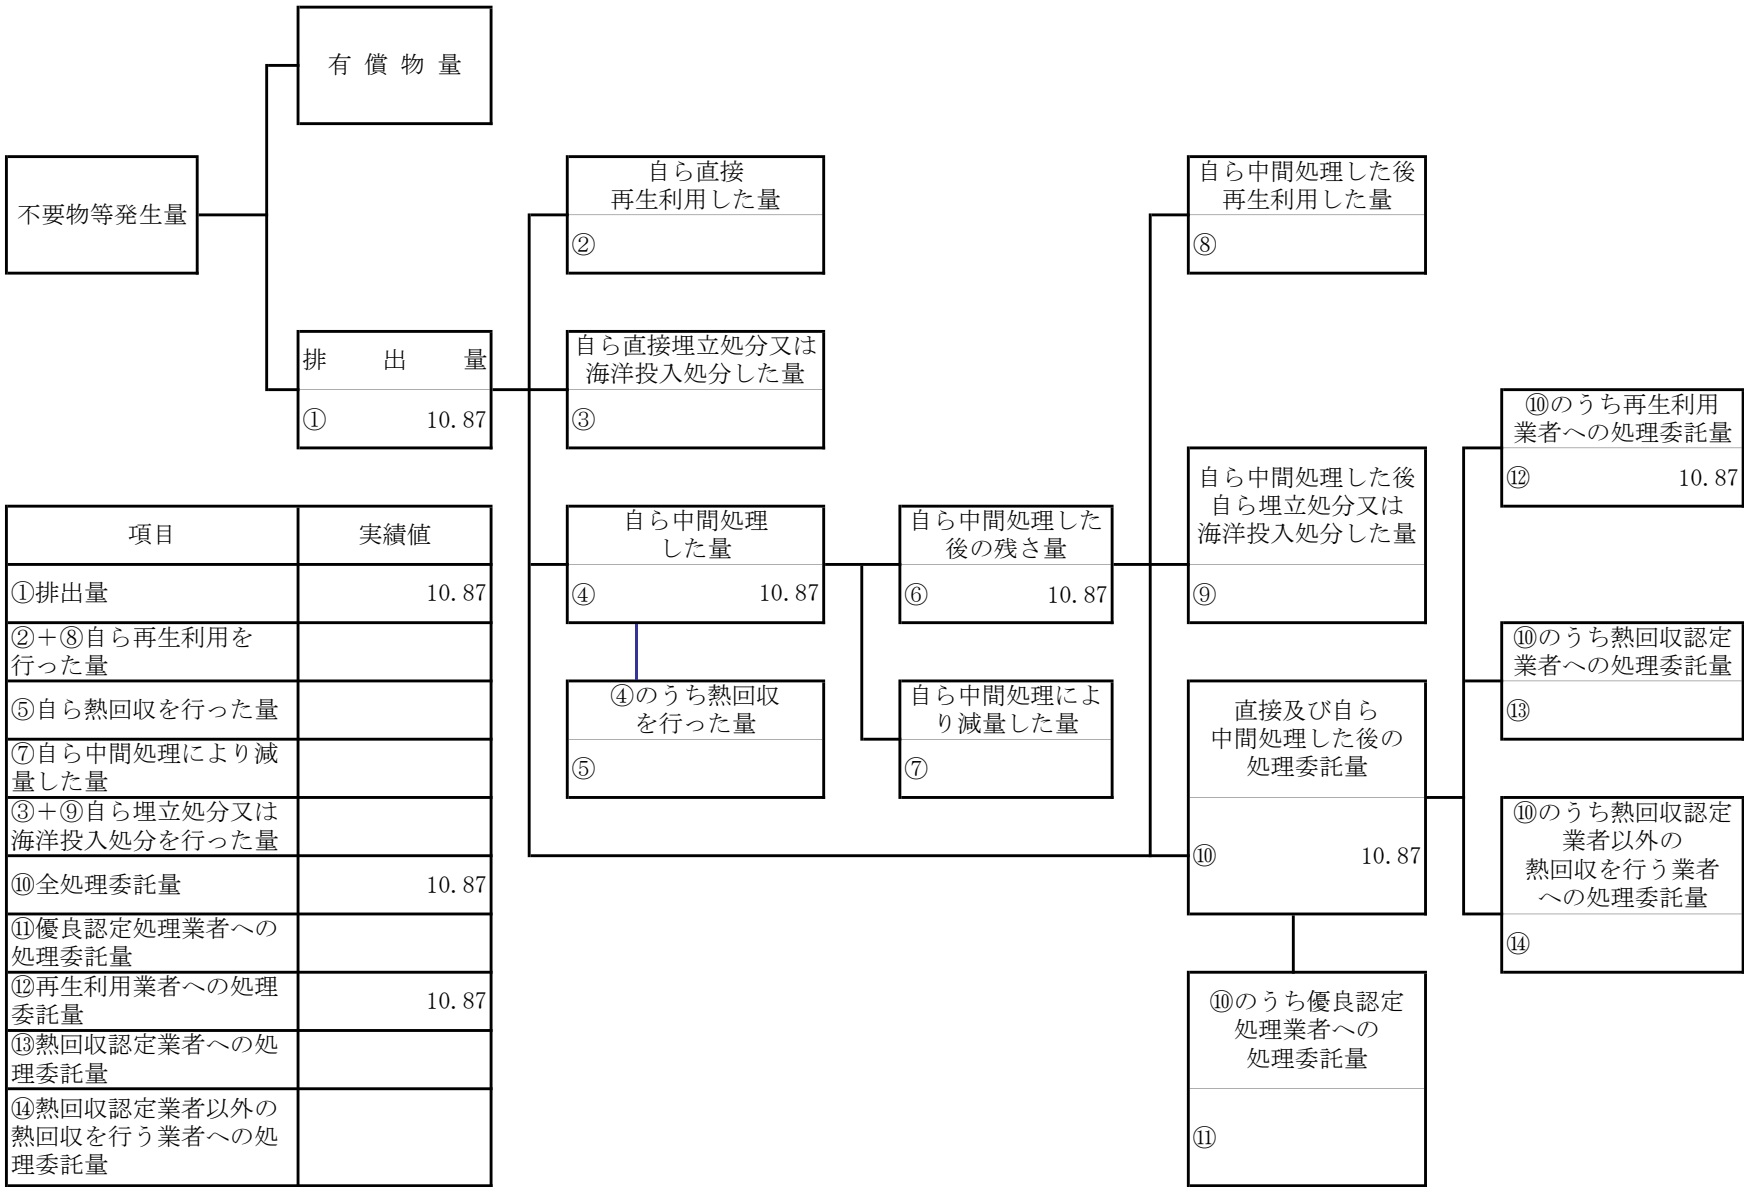 有償物量
不要物等発生量
排出量
① 10.87
自ら直接
再生利用した量
②
自ら直接埋立処分又は
海洋投入処分した量
③
自ら中間処理
した量
④ 10.87
④のうち熱回収
を行った量
⑤
自ら中間処理した
後の残さ量
⑥ 10.87
自ら中間処理によ
り減量した量
⑦
自ら中間処理した後
再生利用した量
⑧
自ら中間処理した後
自ら埋立処分又は
海洋投入処分した量
⑨
直接及び自ら
中間処理した後の
処理委託量
⑩ 10.87
⑩のうち優良認定
処理業者への
処理委託量
⑪
⑩のうち再生利用
業者への処理委託量
⑫ 10.87
⑩のうち熱回収認定
業者への処理委託量
⑬
⑩のうち熱回収認定
業者以外の
熱回収を行う業者
への処理委託量
⑭
項目 実績値
①排出量 10.87
②+⑧自ら再生利用を
行った量
⑤自ら熱回収を行った量
⑦自ら中間処理により減
量した量
③+⑨自ら埋立処分又は
海洋投入処分を行った量
⑩全処理委託量 10.87
⑪優良認定処理業者への
処理委託量
⑫再生利用業者への処理
委託量 10.87
⑬熱回収認定業者への処
理委託量
⑭熱回収認定業者以外の
熱回収を行う業者への処
理委託量